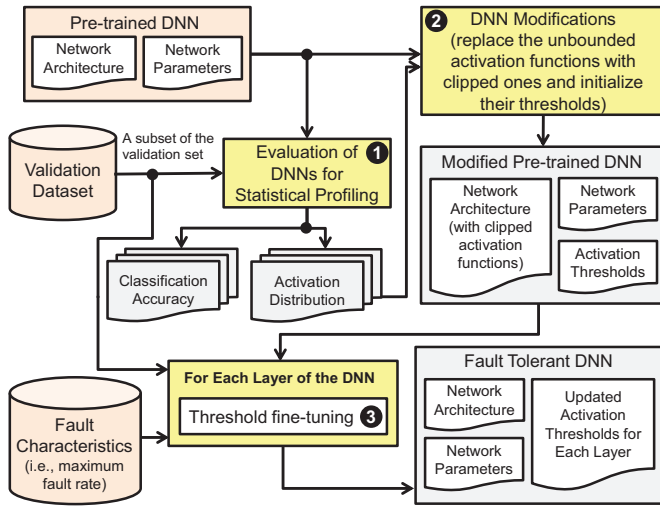 Pre-trained DNN
Network
Architecture
Network
Parameters
2
DNN Modifications
(replace the unbounded
activation functions with
clipped ones and initialize
their thresholds)
A subset of the
validation set
Validation
Dataset
1
Evaluation of
DNNs for
Statistical Profiling
Modified Pre-trained DNN
Network
Architecture
(with clipped
activation
functions)
Network
Parameters
Activation
Thresholds
Classification
Accuracy
Activation
Distribution
For Each Layer of the DNN
Threshold fine-tuning 3
Fault
Characteristics
(i.e., maximum
fault rate)
Fault Tolerant DNN
Network
Architecture
Network
Parameters
Updated
Activation
Thresholds for
Each Layer